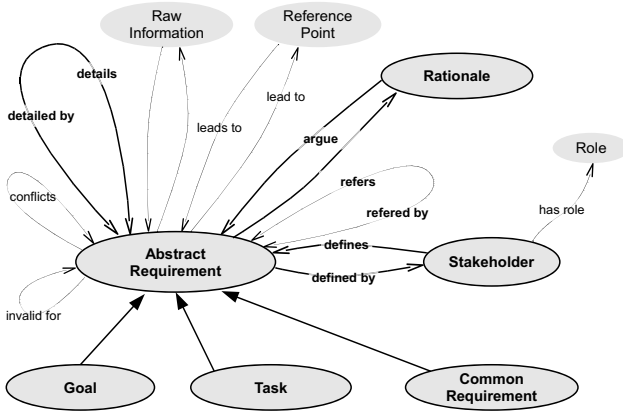 Raw
Information
Reference
Point
details
Rationale
lead to
detailed by
leads to
argue
Role
refers
conflicts
has role
refered by
defines
Abstract
Requirement
Stakeholder
defined by
invalid for
Goal
Task
Common
Requirement